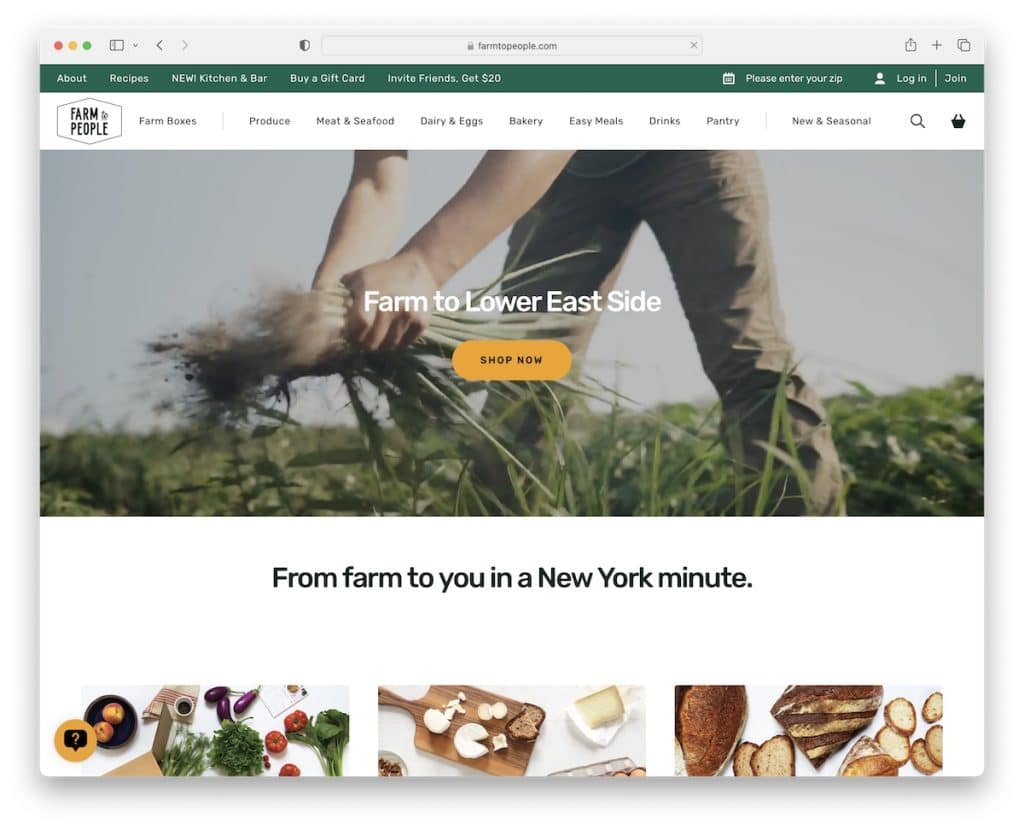 farmtopeople.com
About Recipes NEW! Kitchen & Bar Buy a Gift Card Invite Friends, Get $20 Please enter your zip Log in Join
FARM to
PEOPLE
Farm Boxes Produce Meat & Seafood Dairy & Eggs Bakery Easy Meals Drinks Pantry New & Seasonal
Farm to Lower East Side
SHOP NOW
From farm to you in a New York minute.
?